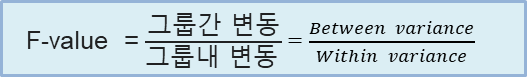 F-value = 그룹간 변동 / 그룹내 변동 = Between variance / Within variance